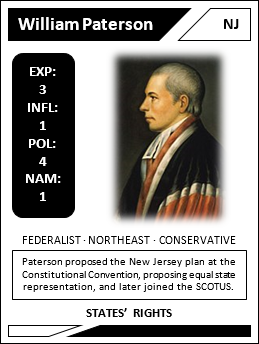 William Paterson
NJ
EXP:
3
INFL:
1
POL:
4
NAM:
1
FEDERALIST · NORTHEAST · CONSERVATIVE
Paterson proposed the New Jersey plan at the
Constitutional Convention, proposing equal state
representation, and later joined the SCOTUS.
STATES’ RIGHTS